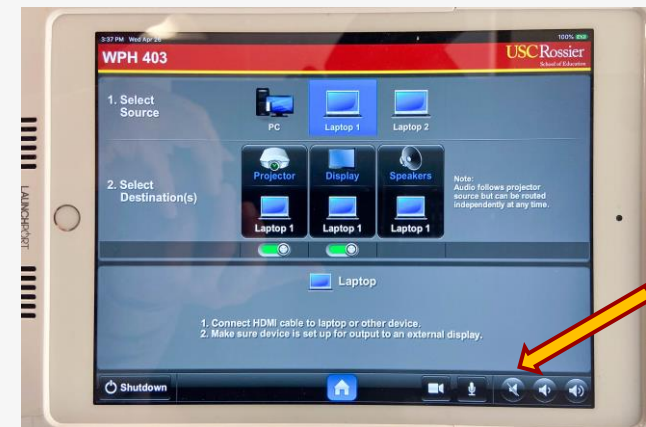 3:37 PM Wed Apr 26
100%
WPH 403
USC Rossier
School of Education
1. Select
Source
PC
Laptop 1
Laptop 2
2. Select
Destination(s)
Projector
Display
Speakers
Laptop 1
Laptop 1
Laptop 1
Note:
Audio follows projector
source but can be routed
independently at any time.
Laptop
1. Connect HDMI cable to laptop or other device.
2. Make sure device is set up for output to an external display.
Shutdown
LAUNCHPORT